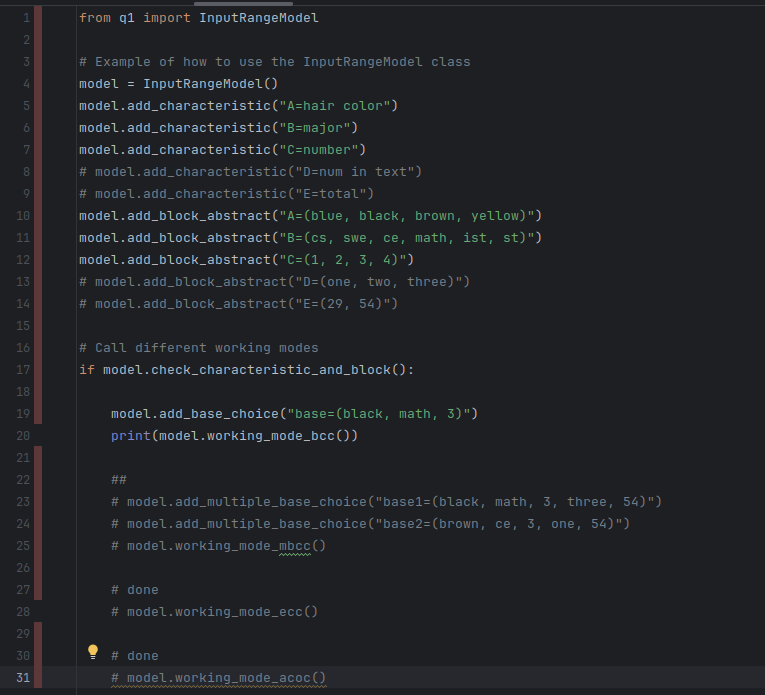 1 from q1 import InputRangeModel
2
3 # Example of how to use the InputRangeModel class
4 model = InputRangeModel()
5 model.add_characteristic("A=hair color")
6 model.add_characteristic("B=major")
7 model.add_characteristic("C=number")
8 # model.add_characteristic("D=num in text")
9 # model.add_characteristic("E=total")
10 model.add_block_abstract("A=(blue, black, brown, yellow)")
11 model.add_block_abstract("B=(cs, swe, ce, math, ist, st)")
12 model.add_block_abstract("C=(1, 2, 3, 4)")
13 # model.add_block_abstract("D=(one, two, three)")
14 # model.add_block_abstract("E=(29, 54)")
15
16 # Call different working modes
17 if model.check_characteristic_and_block():
18
19     model.add_base_choice("base=(black, math, 3)")
20     print(model.working_mode_bcc())
21
22     ##
23     # model.add_multiple_base_choice("base1=(black, math, 3, three, 54)")
24     # model.add_multiple_base_choice("base2=(brown, ce, 3, one, 54)")
25     # model.working_mode_mbcc()
26
27     # done
28     # model.working_mode_ecc()
29
30     # done
31     # model.working_mode_acoc()